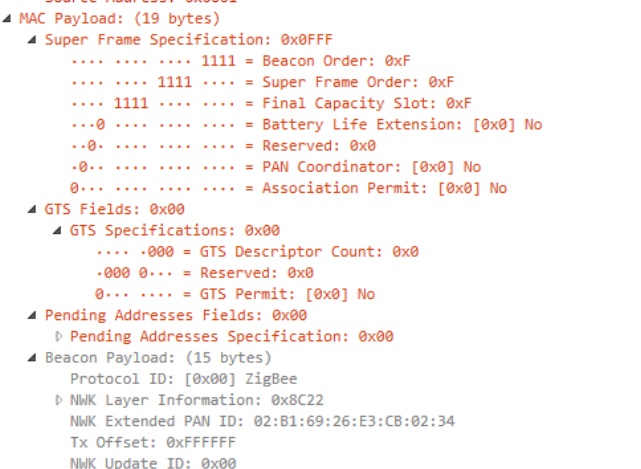 MAC Payload: (19 bytes)
Super Frame Specification: 0x0FFF
.... .... .... 1111 = Beacon Order: 0xF
.... .... 1111 .... = Super Frame Order: 0xF
.... 1111 .... .... = Final Capacity Slot: 0xF
...0 .... .... .... = Battery Life Extension: [0x0] No
..0. .... .... .... = Reserved: 0x0
.0.. .... .... .... = PAN Coordinator: [0x0] No
0... .... .... .... = Association Permit: [0x0] No
GTS Fields: 0x00
GTS Specifications: 0x00
.... .000 = GTS Descriptor Count: 0x0
.000 0... = Reserved: 0x0
0... .... = GTS Permit: [0x0] No
Pending Addresses Fields: 0x00
Pending Addresses Specification: 0x00
Beacon Payload: (15 bytes)
Protocol ID: [0x00] ZigBee
NWK Layer Information: 0x8C22
NWK Extended PAN ID: 02:B1:69:26:E3:CB:02:34
Tx Offset: 0xFFFFFF
NWK Update ID: 0x00